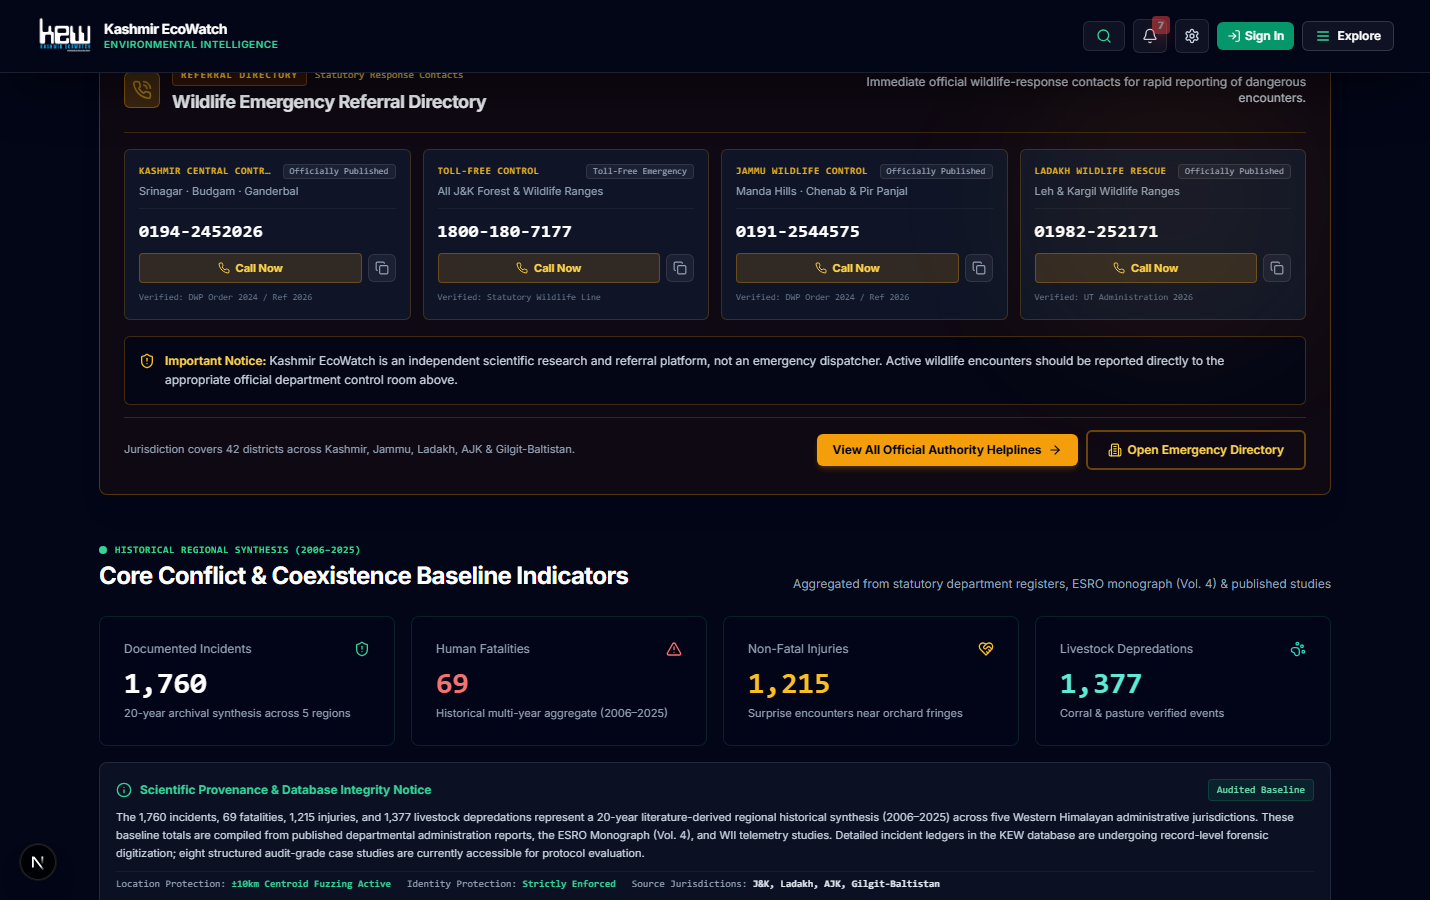 kew
KASHMIR ECOWATCH
Kashmir EcoWatch
ENVIRONMENTAL INTELLIGENCE
7
Sign In
Explore
REFERRAL DIRECTORY
Statutory Response Contacts
Wildlife Emergency Referral Directory
Immediate official wildlife-response contacts for rapid reporting of dangerous
encounters.
KASHMIR CENTRAL CONTR…
Officially Published
Srinagar · Budgam · Ganderbal
0194-2452026
Call Now
Verified: DWP Order 2024 / Ref 2026
TOLL-FREE CONTROL
Toll-Free Emergency
All J&K Forest & Wildlife Ranges
1800-180-7177
Call Now
Verified: Statutory Wildlife Line
JAMMU WILDLIFE CONTROL
Officially Published
Manda Hills · Chenab & Pir Panjal
0191-2544575
Call Now
Verified: DWP Order 2024 / Ref 2026
LADAKH WILDLIFE RESCUE
Officially Published
Leh & Kargil Wildlife Ranges
01982-252171
Call Now
Verified: UT Administration 2026
Important Notice: Kashmir EcoWatch is an independent scientific research and referral platform, not an emergency dispatcher. Active wildlife encounters should be reported directly to the
appropriate official department control room above.
Jurisdiction covers 42 districts across Kashmir, Jammu, Ladakh, AJK & Gilgit-Baltistan.
View All Official Authority Helplines
Open Emergency Directory
HISTORICAL REGIONAL SYNTHESIS (2006–2025)
Core Conflict & Coexistence Baseline Indicators
Aggregated from statutory department registers, ESRO monograph (Vol. 4) & published studies
Documented Incidents
1,760
20-year archival synthesis across 5 regions
Human Fatalities
69
Historical multi-year aggregate (2006–2025)
Non-Fatal Injuries
1,215
Surprise encounters near orchard fringes
Livestock Depredations
1,377
Corral & pasture verified events
Scientific Provenance & Database Integrity Notice
Audited Baseline
The 1,760 incidents, 69 fatalities, 1,215 injuries, and 1,377 livestock depredations represent a 20-year literature-derived regional historical synthesis (2006–2025) across five Western Himalayan administrative jurisdictions. These
baseline totals are compiled from published departmental administration reports, the ESRO Monograph (Vol. 4), and WII telemetry studies. Detailed incident ledgers in the KEW database are undergoing record-level forensic
digitization; eight structured audit-grade case studies are currently accessible for protocol evaluation.
Location Protection: ±10km Centroid Fuzzing Active
Identity Protection: Strictly Enforced
Source Jurisdictions: J&K, Ladakh, AJK, Gilgit-Baltistan
N